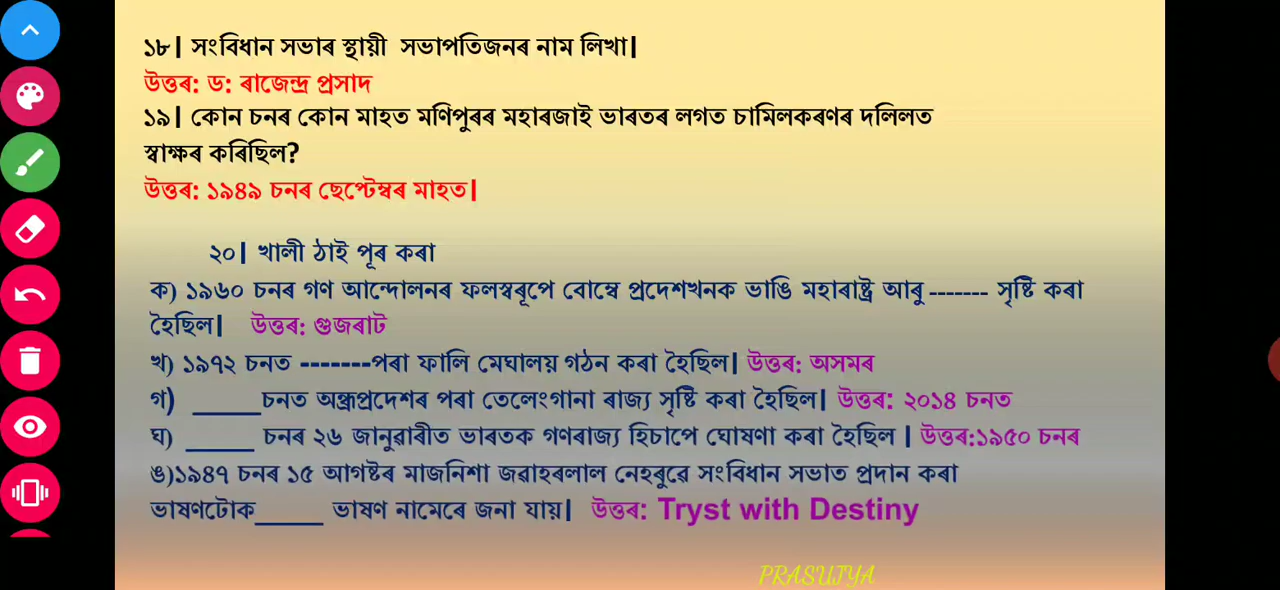 ১৮| সংবিধান সভাৰ স্থায়ী সভাপতিজনৰ নাম লিখা|
উত্তৰ: ড: ৰাজেন্দ্ৰ প্ৰসাদ
১৯| কোন চনৰ কোন মাহত মণিপুৰৰ মহাৰজাই ভাৰতৰ লগত চামিলকৰণৰ দলিলত
স্বাক্ষৰ কৰিছিল?
উত্তৰ: ১৯৪৯ চনৰ ছেপ্টেম্বৰ মাহত|
২০| খালী ঠাই পূৰ কৰা
ক) ১৯৬০ চনৰ গণ আন্দোলনৰ ফলস্বৰূপে বোম্বে প্ৰদেশখনক ভাঙি মহাৰাষ্ট্ৰ আৰু ------- সৃষ্টি কৰা
হৈছিল| উত্তৰ: গুজৰাট
খ) ১৯৭২ চনত -------পৰা ফালি মেঘালয় গঠন কৰা হৈছিল| উত্তৰ: অসমৰ
গ) _____চনত অন্ধ্ৰপ্ৰদেশৰ পৰা তেলেংগানা ৰাজ্য সৃষ্টি কৰা হৈছিল| উত্তৰ: ২০১৪ চনত
ঘ) _____ চনৰ ২৬ জানুৱাৰীত ভাৰতক গণৰাজ্য হিচাপে ঘোষণা কৰা হৈছিল | উত্তৰ:১৯৫০ চনৰ
ঙ)১৯৪৭ চনৰ ১৫ আগষ্টৰ মাজনিশা জৱাহৰলাল নেহৰুৱে সংবিধান সভাত প্ৰদান কৰা
ভাষণটোক_____ ভাষণ নামেৰে জনা যায়| উত্তৰ: Tryst with Destiny
PRASUJYA